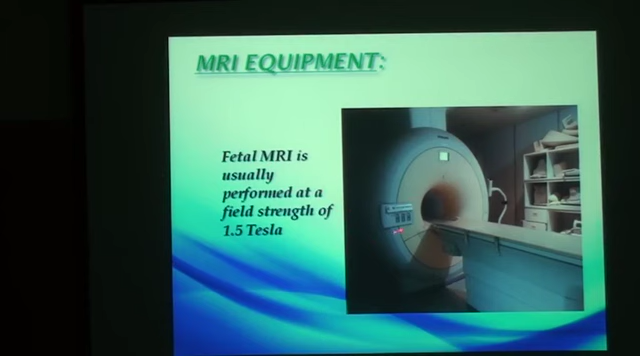 MRI EQUIPMENT:
Fetal MRI is
usually
performed at a
field strength of
1.5 Tesla